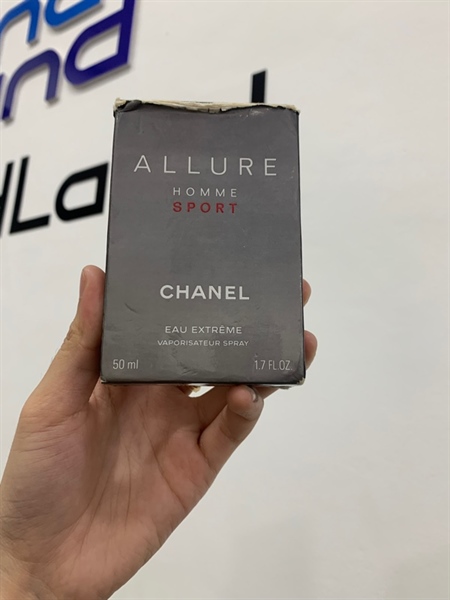 ALLURE
HOMME
SPORT
CHANEL
EAU EXTRÊME
VAPORISATEUR SPRAY
50 ml 1.7 FL.OZ